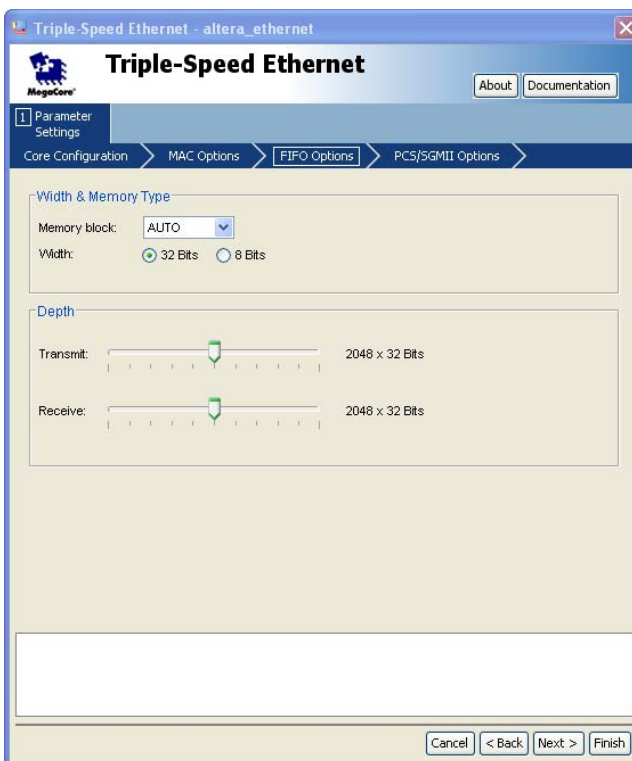 Triple-Speed Ethernet - altera_ethernet
Triple-Speed Ethernet
MegaCore®
About
Documentation
1 Parameter
Settings
Core Configuration
MAC Options
FIFO Options
PCS/SGMII Options
Width & Memory Type
Memory block:
AUTO
Width:
32 Bits
8 Bits
Depth
Transmit:
2048 x 32 Bits
Receive:
2048 x 32 Bits
Cancel
< Back
Next >
Finish